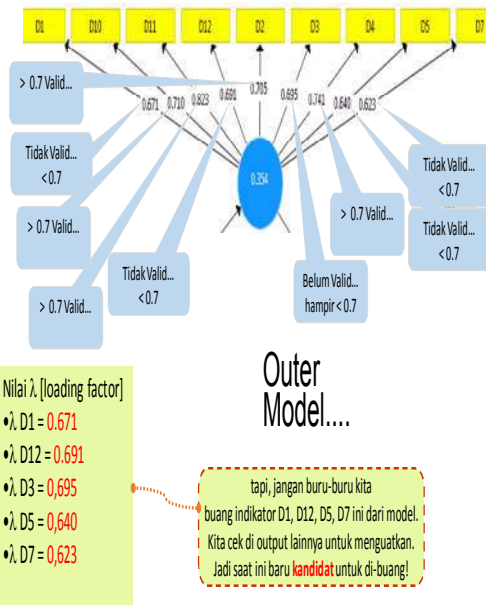 D1 D10 D11 D12 D2 D3 D4 D5 D7
0.671 0.710 0.823 0.691 0.705 0.695 0.741 0.640 0.623
0.354
> 0.7 Valid...
Tidak Valid...
< 0.7
> 0.7 Valid...
> 0.7 Valid...
Tidak Valid...
< 0.7
Belum Valid...
hampir < 0.7
> 0.7 Valid...
Tidak Valid...
< 0.7
Tidak Valid...
< 0.7
Outer
Model....
Nilai λ [loading factor]
•λ D1 = 0.671
•λ D12 = 0.691
•λ D3 = 0,695
•λ D5 = 0,640
•λ D7 = 0,623
tapi, jangan buru-buru kita
buang indikator D1, D12, D5, D7 ini dari model.
Kita cek di output lainnya untuk menguatkan.
Jadi saat ini baru kandidat untuk di-buang!